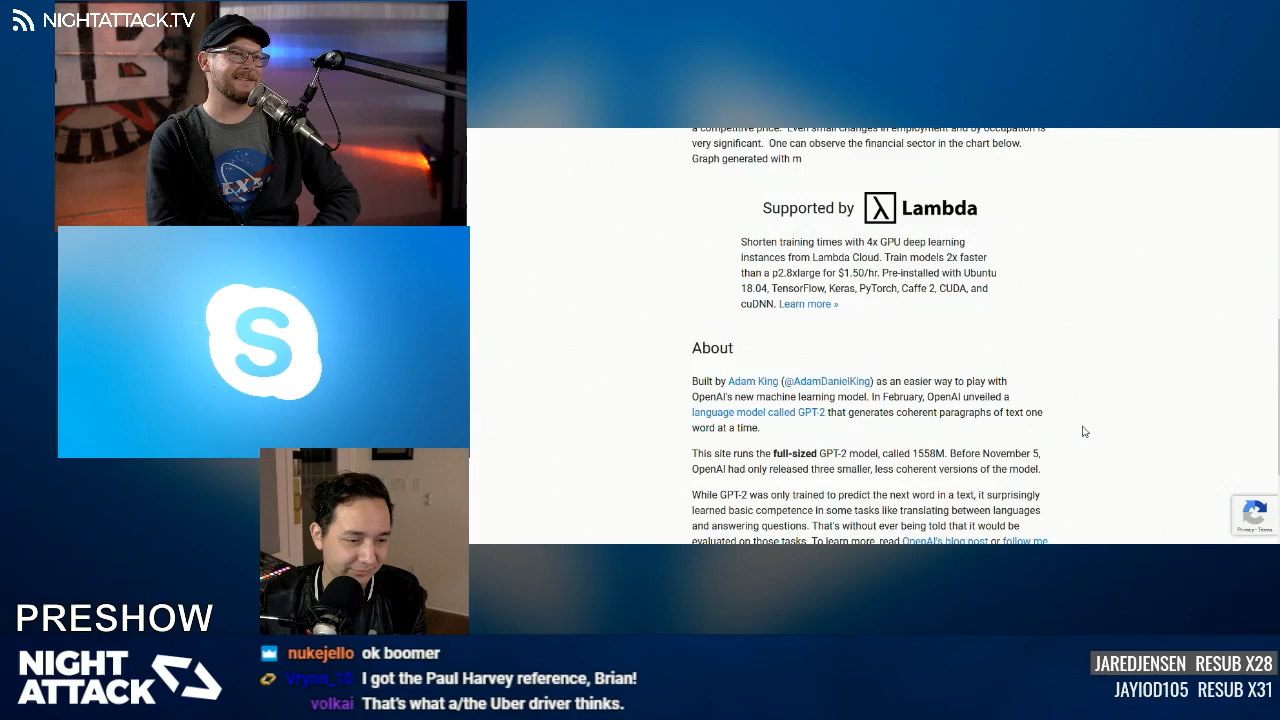 NIGHTATTACK.TV
TEXA
a competitive price. Even small changes in employment and by occupation is
very significant. One can observe the financial sector in the chart below.
Graph generated with m
Supported by λ Lambda
Shorten training times with 4x GPU deep learning
instances from Lambda Cloud. Train models 2x faster
than a p2.8xlarge for $1.50/hr. Pre-installed with Ubuntu
18.04, TensorFlow, Keras, PyTorch, Caffe 2, CUDA, and
cuDNN. Learn more »
About
Built by Adam King (@AdamDanielKing) as an easier way to play with
OpenAI's new machine learning model. In February, OpenAI unveiled a
language model called GPT-2 that generates coherent paragraphs of text one
word at a time.
This site runs the full-sized GPT-2 model, called 1558M. Before November 5,
OpenAI had only released three smaller, less coherent versions of the model.
While GPT-2 was only trained to predict the next word in a text, it surprisingly
learned basic competence in some tasks like translating between languages
and answering questions. That's without ever being told that it would be
evaluated on those tasks. To learn more, read OpenAI's blog post or follow me
Privacy - Terms
S
PRESHOW
NIGHT
ATTACK
nukejello ok boomer
Vrynn_10 I got the Paul Harvey reference, Brian!
volkai That's what a/the Uber driver thinks.
JAREDJENSEN RESUB X28
JAYIOD105 RESUB X31